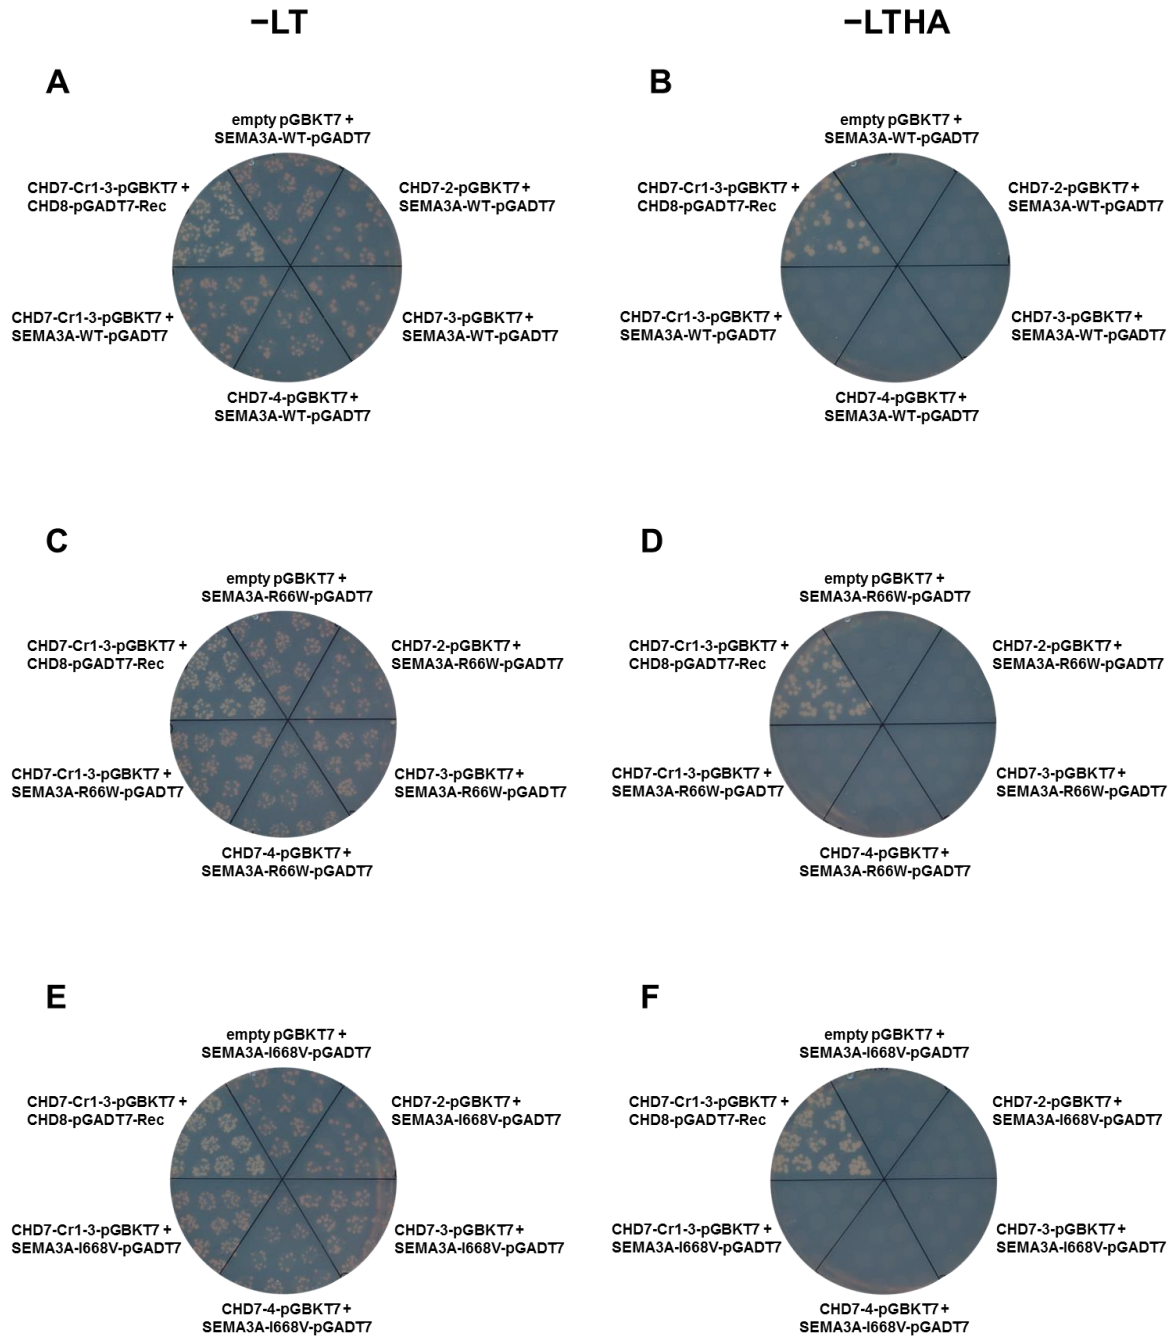 −LT
−LTHA
A
empty pGBKT7 +
SEMA3A-WT-pGADT7
CHD7-Cr1-3-pGBKT7 +
CHD8-pGADT7-Rec
CHD7-2-pGBKT7 +
SEMA3A-WT-pGADT7
CHD7-Cr1-3-pGBKT7 +
SEMA3A-WT-pGADT7
CHD7-3-pGBKT7 +
SEMA3A-WT-pGADT7
CHD7-4-pGBKT7 +
SEMA3A-WT-pGADT7
B
empty pGBKT7 +
SEMA3A-WT-pGADT7
CHD7-Cr1-3-pGBKT7 +
CHD8-pGADT7-Rec
CHD7-2-pGBKT7 +
SEMA3A-WT-pGADT7
CHD7-Cr1-3-pGBKT7 +
SEMA3A-WT-pGADT7
CHD7-3-pGBKT7 +
SEMA3A-WT-pGADT7
CHD7-4-pGBKT7 +
SEMA3A-WT-pGADT7
C
empty pGBKT7 +
SEMA3A-R66W-pGADT7
CHD7-Cr1-3-pGBKT7 +
CHD8-pGADT7-Rec
CHD7-2-pGBKT7 +
SEMA3A-R66W-pGADT7
CHD7-Cr1-3-pGBKT7 +
SEMA3A-R66W-pGADT7
CHD7-3-pGBKT7 +
SEMA3A-R66W-pGADT7
CHD7-4-pGBKT7 +
SEMA3A-R66W-pGADT7
D
empty pGBKT7 +
SEMA3A-R66W-pGADT7
CHD7-Cr1-3-pGBKT7 +
CHD8-pGADT7-Rec
CHD7-2-pGBKT7 +
SEMA3A-R66W-pGADT7
CHD7-Cr1-3-pGBKT7 +
SEMA3A-R66W-pGADT7
CHD7-3-pGBKT7 +
SEMA3A-R66W-pGADT7
CHD7-4-pGBKT7 +
SEMA3A-R66W-pGADT7
E
empty pGBKT7 +
SEMA3A-I668V-pGADT7
CHD7-Cr1-3-pGBKT7 +
CHD8-pGADT7-Rec
CHD7-2-pGBKT7 +
SEMA3A-I668V-pGADT7
CHD7-Cr1-3-pGBKT7 +
SEMA3A-I668V-pGADT7
CHD7-3-pGBKT7 +
SEMA3A-I668V-pGADT7
CHD7-4-pGBKT7 +
SEMA3A-I668V-pGADT7
F
empty pGBKT7 +
SEMA3A-I668V-pGADT7
CHD7-Cr1-3-pGBKT7 +
CHD8-pGADT7-Rec
CHD7-2-pGBKT7 +
SEMA3A-I668V-pGADT7
CHD7-Cr1-3-pGBKT7 +
SEMA3A-I668V-pGADT7
CHD7-3-pGBKT7 +
SEMA3A-I668V-pGADT7
CHD7-4-pGBKT7 +
SEMA3A-I668V-pGADT7